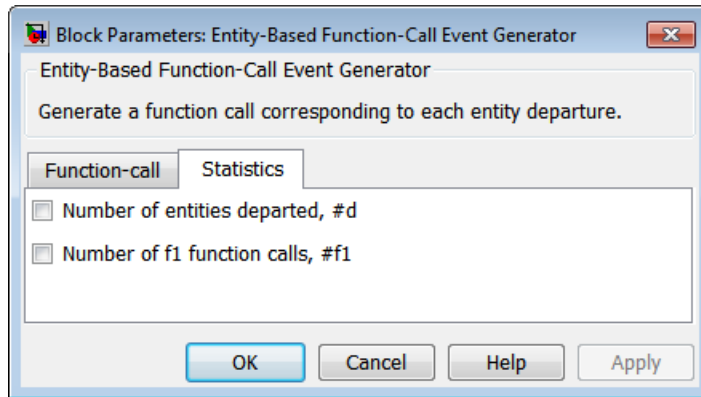 Block Parameters: Entity-Based Function-Call Event Generator
Entity-Based Function-Call Event Generator
Generate a function call corresponding to each entity departure.
Function-call Statistics
Number of entities departed, #d
Number of f1 function calls, #f1
OK Cancel Help Apply